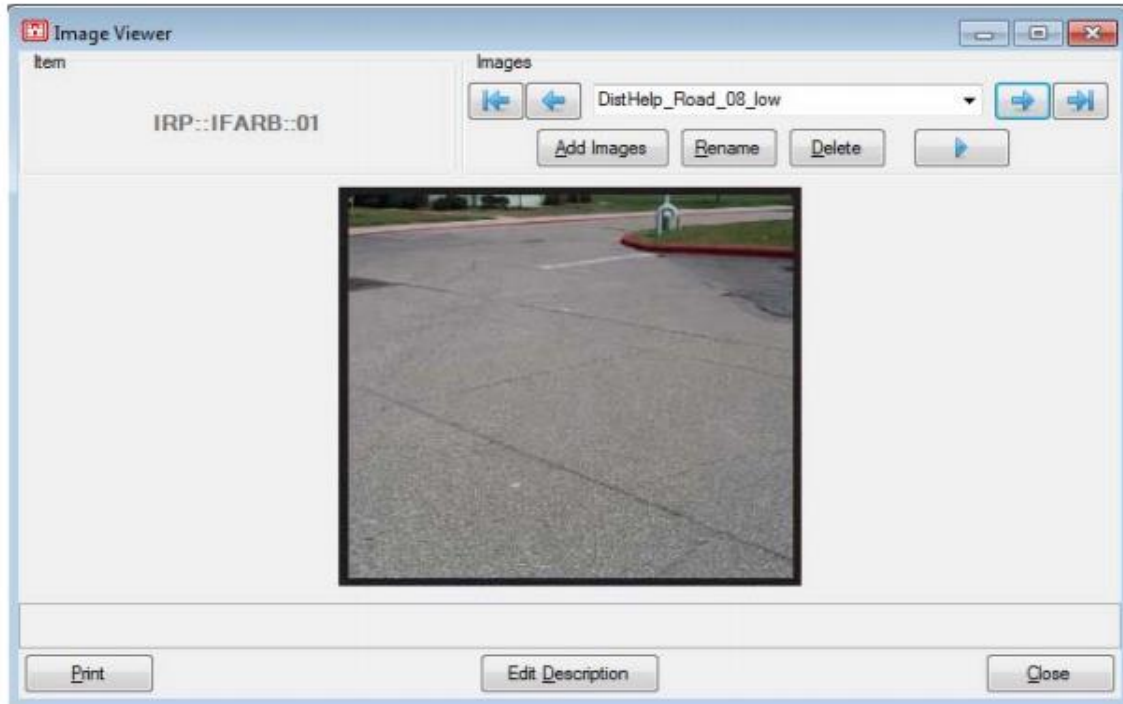 Image Viewer
Item
IRP::IFARB::01
Images
DistHelp_Road_08_low
Add Images
Rename
Delete
Print
Edit Description
Close